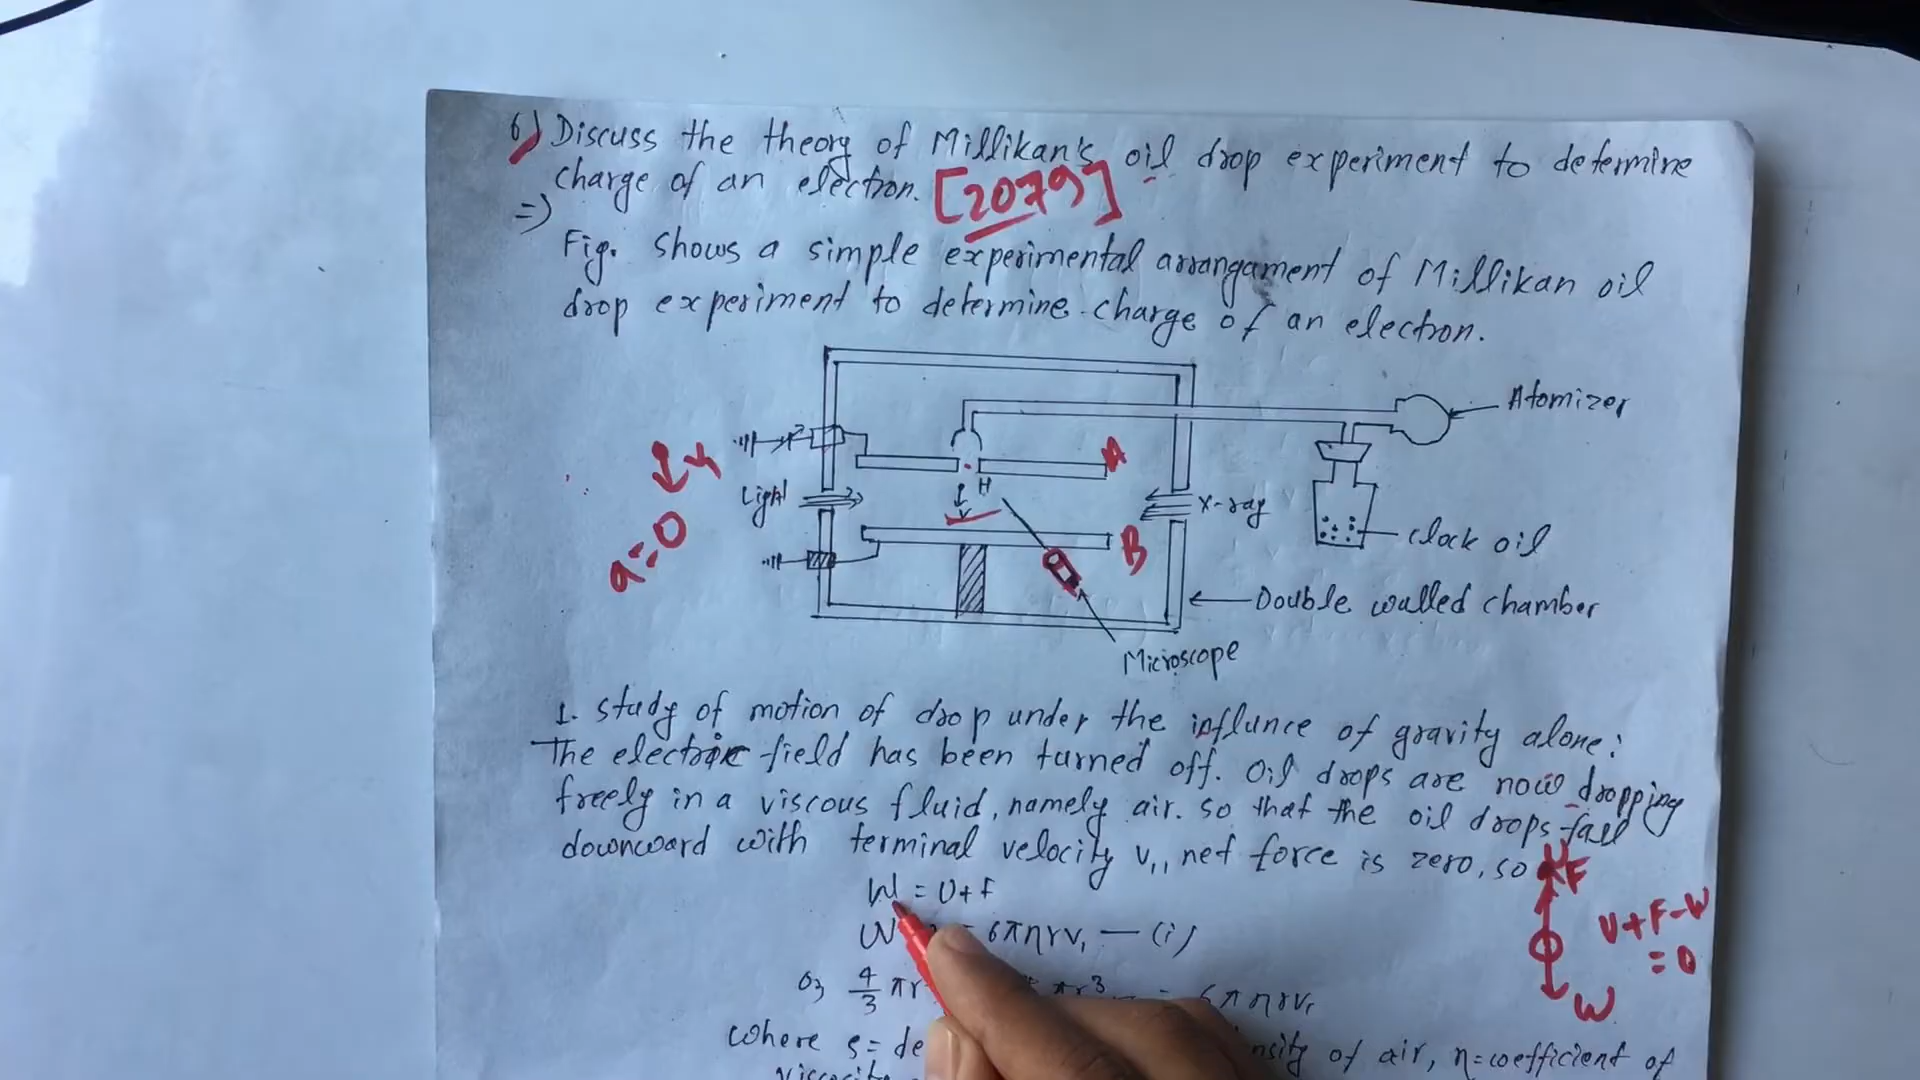 6) Discuss the theory of Millikan's oil drop experiment to determine
charge of an electron. [2079]
=)
Fig. shows a simple experimental arrangament of Millikan oil
drop experiment to determine charge of an electron.
Atomizer
A
v
Light
H
X-ray
a=0
B
clock oil
Double walled chamber
Microscope
1. Study of motion of drop under the influnce of gravity alone:
The electric field has been turned off. Oil drops are now dropping
freely in a viscous fluid, namely air. so that the oil drops fall
downward with terminal velocity v₁, net force is zero, so
U F
W = U+F
U+F-W
= 0
W = 6πηrv₁ — (i)
W
or, 4/3 πr πr³ = 6πηrv₁
where ρ= nsity of air, η=coefficient of